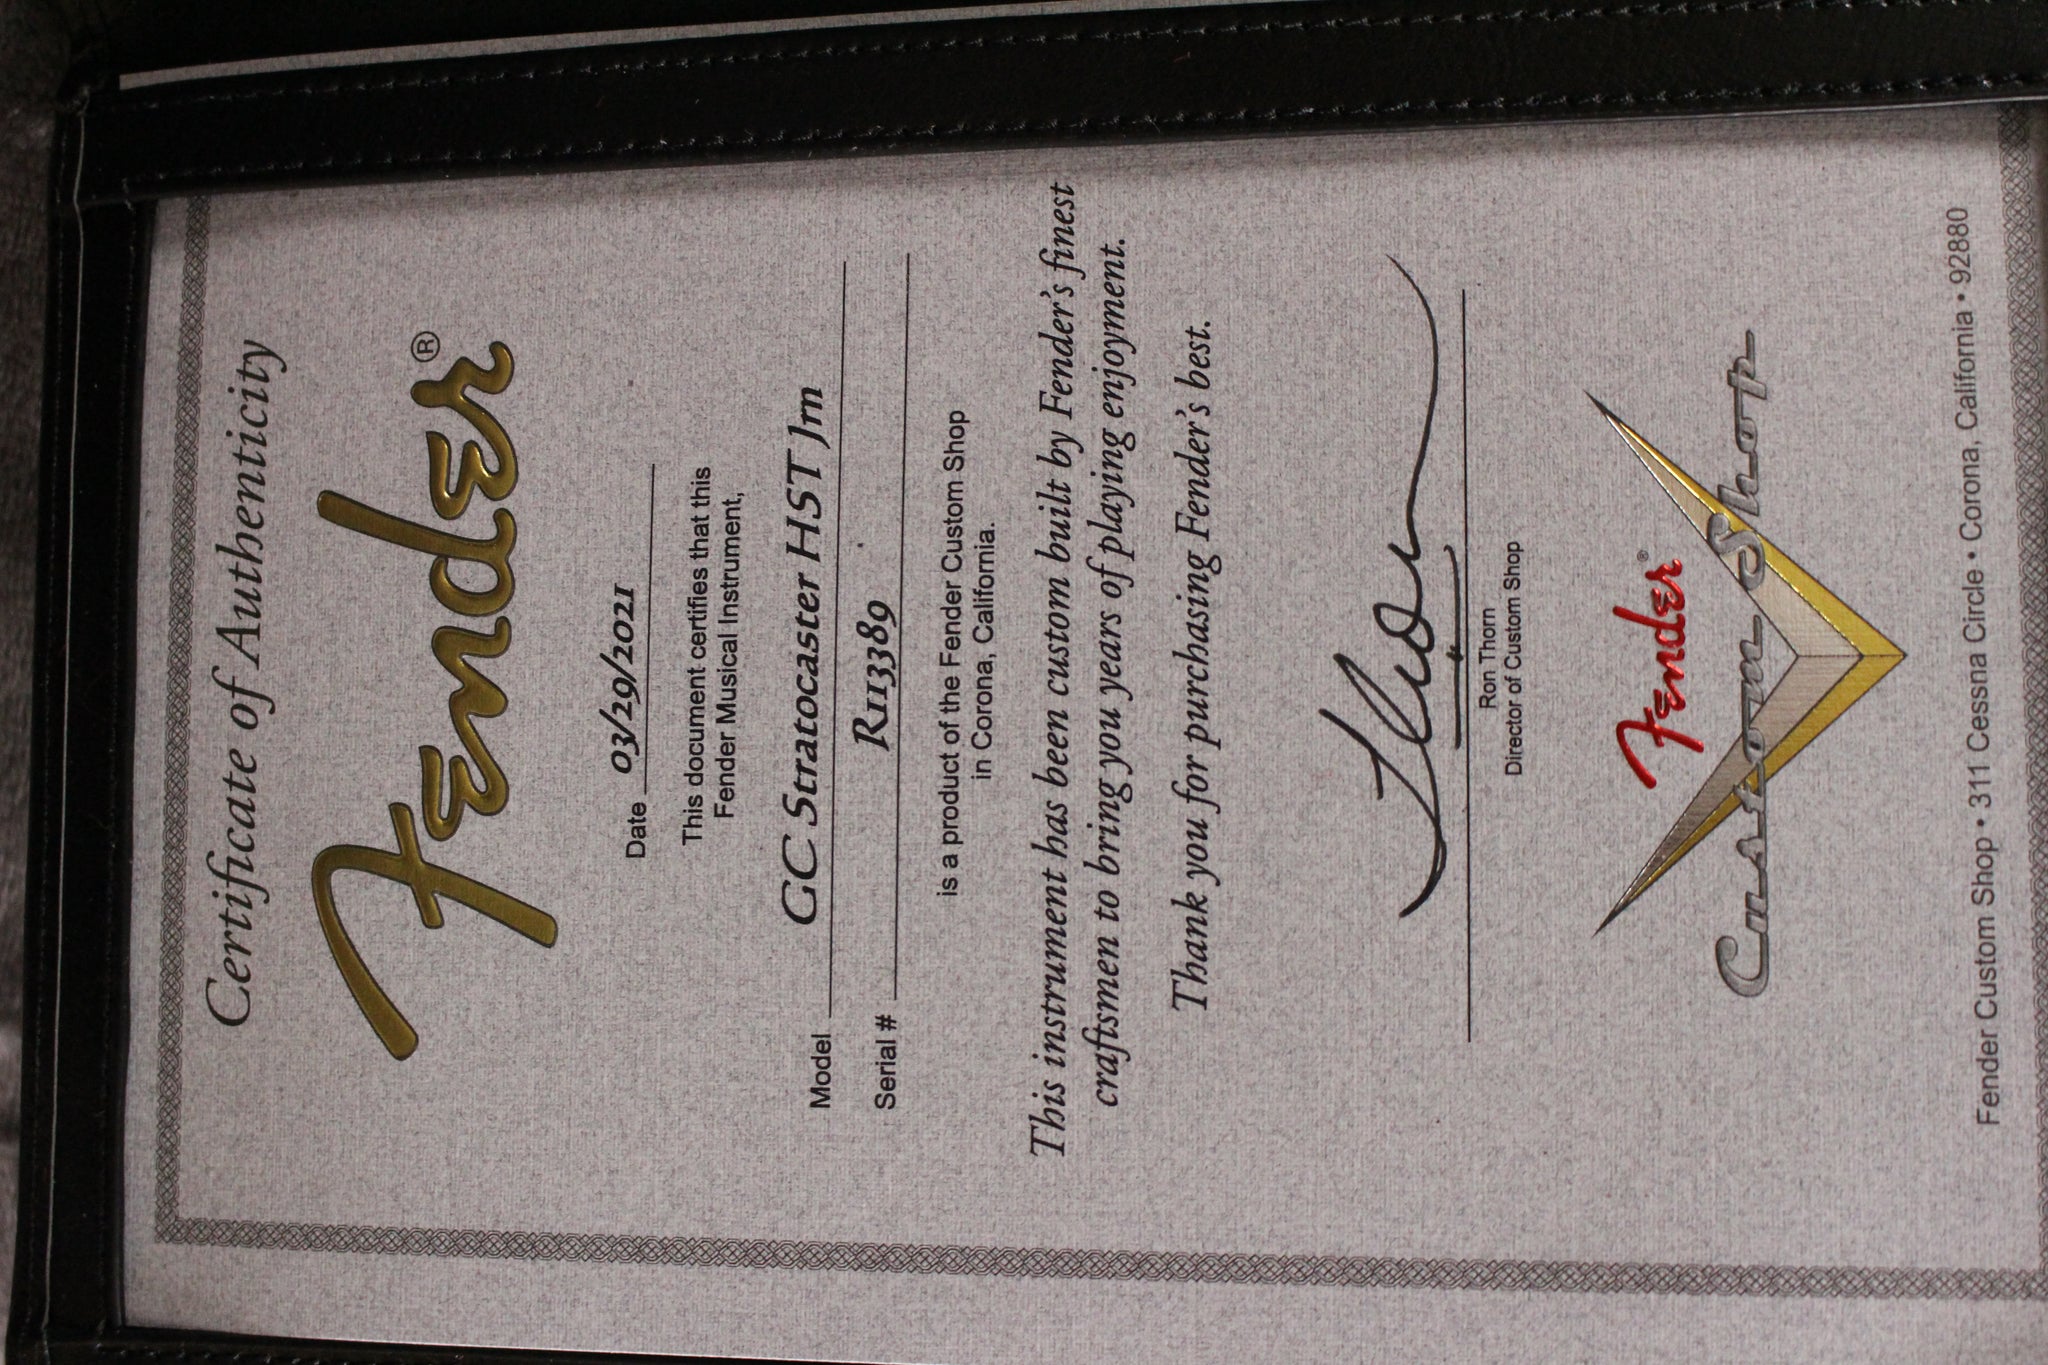 Certificate of Authenticity
Fender®
Date 03/29/2021
This document certifies that this
Fender Musical Instrument,
Model GC Stratocaster HST Jrn
Serial # R113389
is a product of the Fender Custom Shop
in Corona, California.
This instrument has been custom built by Fender's finest
craftsmen to bring you years of playing enjoyment.
Thank you for purchasing Fender's best.
Ron Thorn
Director of Custom Shop
Fender®
Custom Shop
Fender Custom Shop • 311 Cessna Circle • Corona, California • 92880